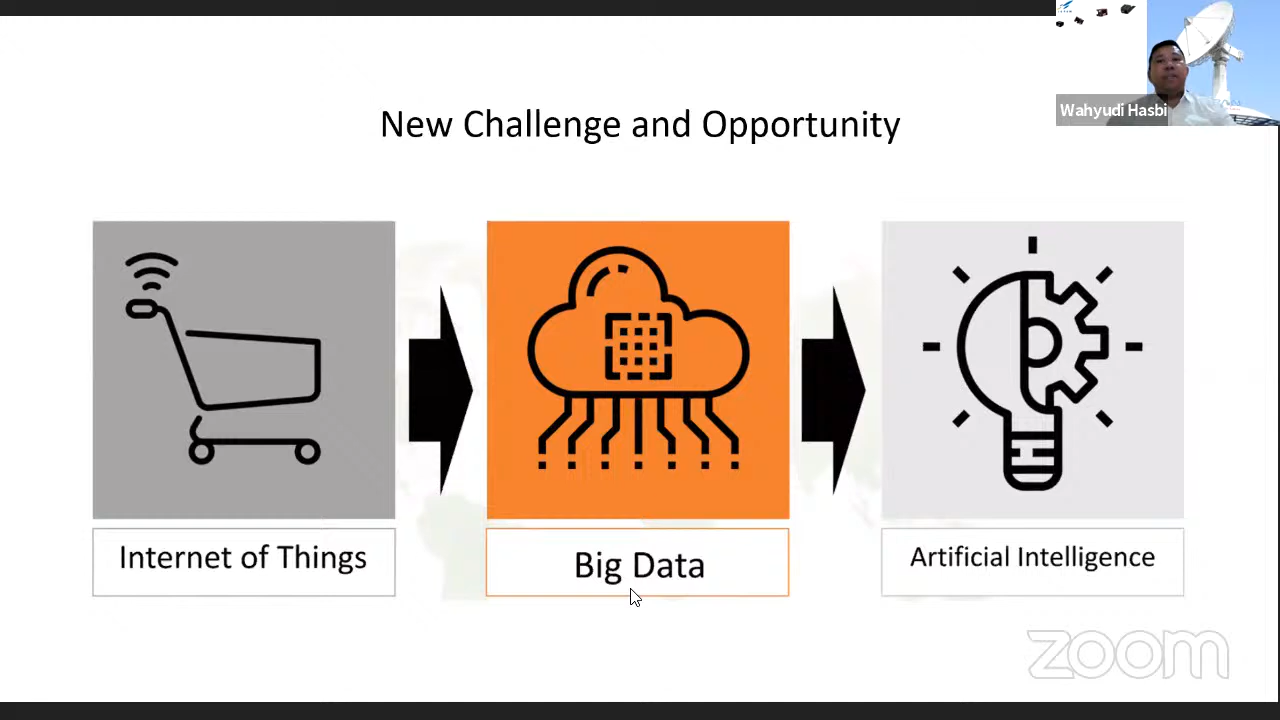 New Challenge and Opportunity
Wahyudi Hasbi
Internet of Things
Big Data
Artificial Intelligence
zoom